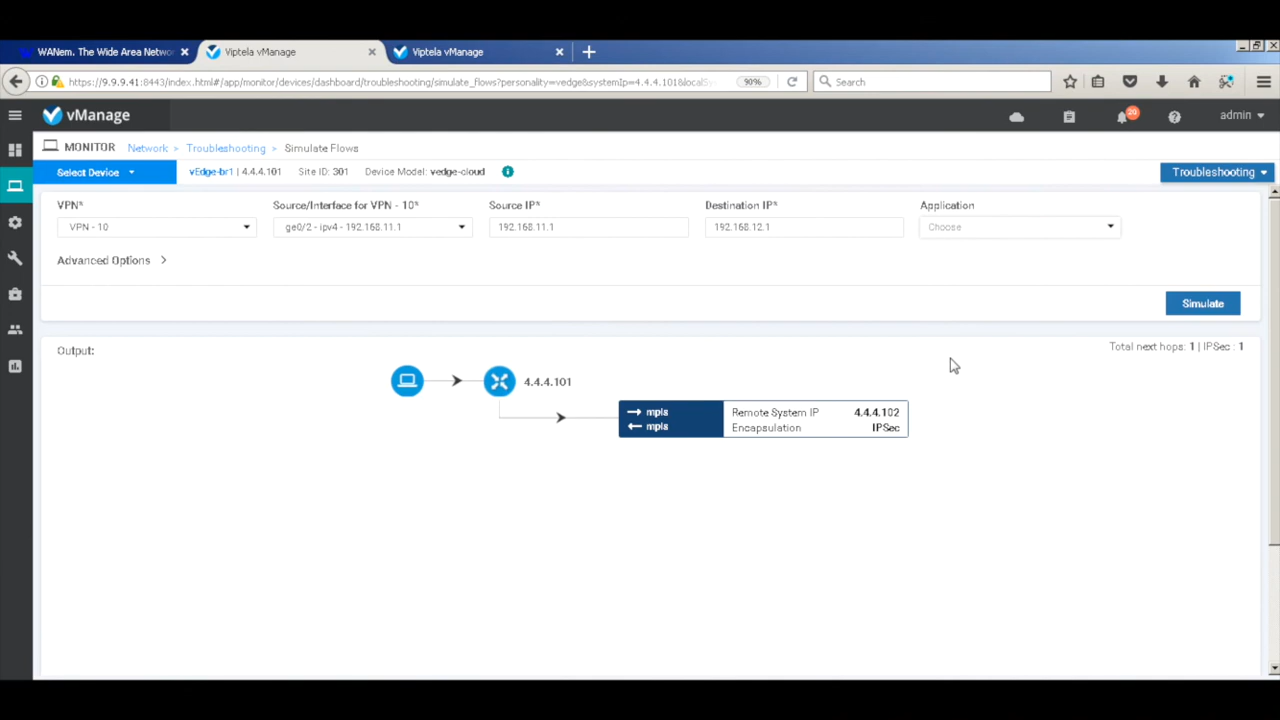 WANem. The Wide Area Netwo
Viptela vManage
Viptela vManage
https://9.9.9.41:8443/index.html#/app/monitor/devices/dashboard/troubleshooting/simulate_flows?personality=vedge&systemIp=4.4.4.101&localSy
90%
Search
vManage
20
admin
MONITOR Network > Troubleshooting > Simulate Flows
Select Device vEdge-br1 | 4.4.4.101 Site ID: 301 Device Model: vedge-cloud Troubleshooting
VPN* Source/Interface for VPN - 10* Source IP* Destination IP* Application
VPN - 10 ge0/2 - ipv4 - 192.168.11.1 192.168.11.1 192.168.12.1 Choose
Advanced Options
Simulate
Output: Total next hops: 1 | IPSec : 1
4.4.4.101
mpls Remote System IP 4.4.4.102
mpls Encapsulation IPSec